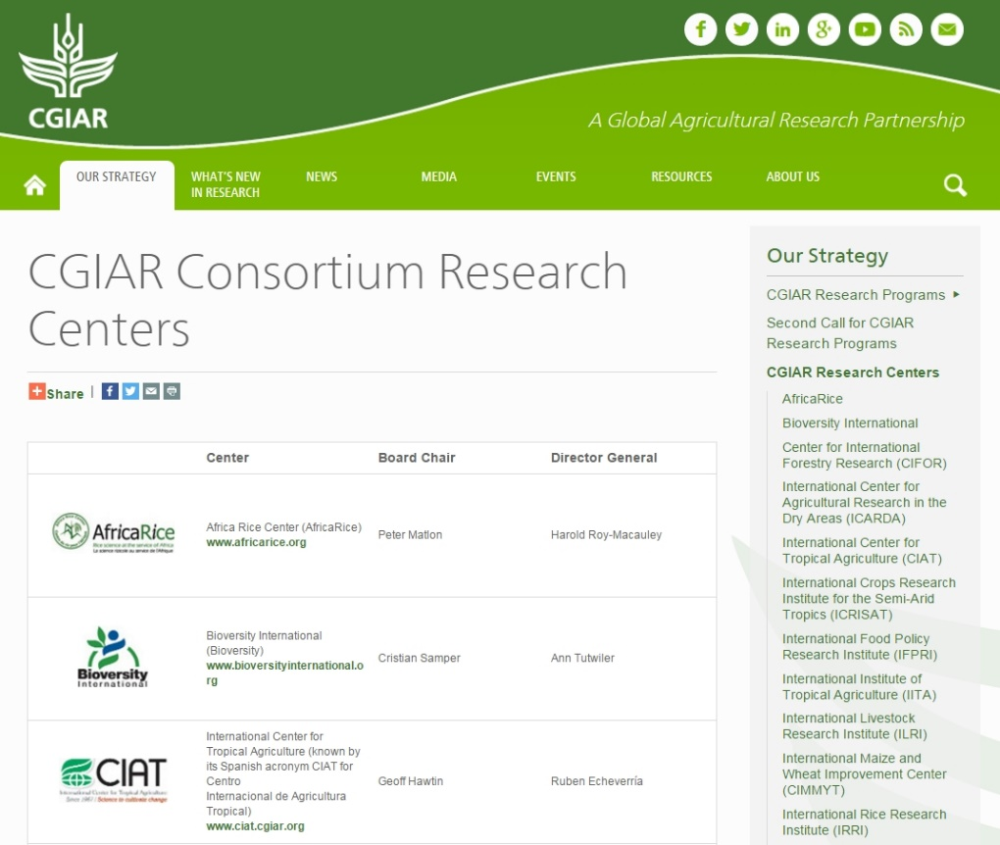 CGIAR
A Global Agricultural Research Partnership
OUR STRATEGY
WHAT'S NEW
IN RESEARCH
NEWS
MEDIA
EVENTS
RESOURCES
ABOUT US
CGIAR Consortium Research
Centers
Share |
Center Board Chair Director General
AfricaRice
Rice science at the service of Africa
La science rizicole au service de l'Afrique
Africa Rice Center (AfricaRice)
www.africarice.org
Peter Matlon
Harold Roy-Macauley
Bioversity
International
Bioversity International
(Bioversity)
www.bioversityinternational.o
rg
Cristian Samper
Ann Tutwiler
CIAT
International Center for Tropical Agriculture
Since 1967 / Science to cultivate change
International Center for
Tropical Agriculture (known by
its Spanish acronym CIAT for
Centro
Internacional de Agricultura
Tropical)
www.ciat.cgiar.org
Geoff Hawtin
Ruben Echeverría
Our Strategy
CGIAR Research Programs
Second Call for CGIAR
Research Programs
CGIAR Research Centers
AfricaRice
Bioversity International
Center for International
Forestry Research (CIFOR)
International Center for
Agricultural Research in the
Dry Areas (ICARDA)
International Center for
Tropical Agriculture (CIAT)
International Crops Research
Institute for the Semi-Arid
Tropics (ICRISAT)
International Food Policy
Research Institute (IFPRI)
International Institute of
Tropical Agriculture (IITA)
International Livestock
Research Institute (ILRI)
International Maize and
Wheat Improvement Center
(CIMMYT)
International Rice Research
Institute (IRRI)